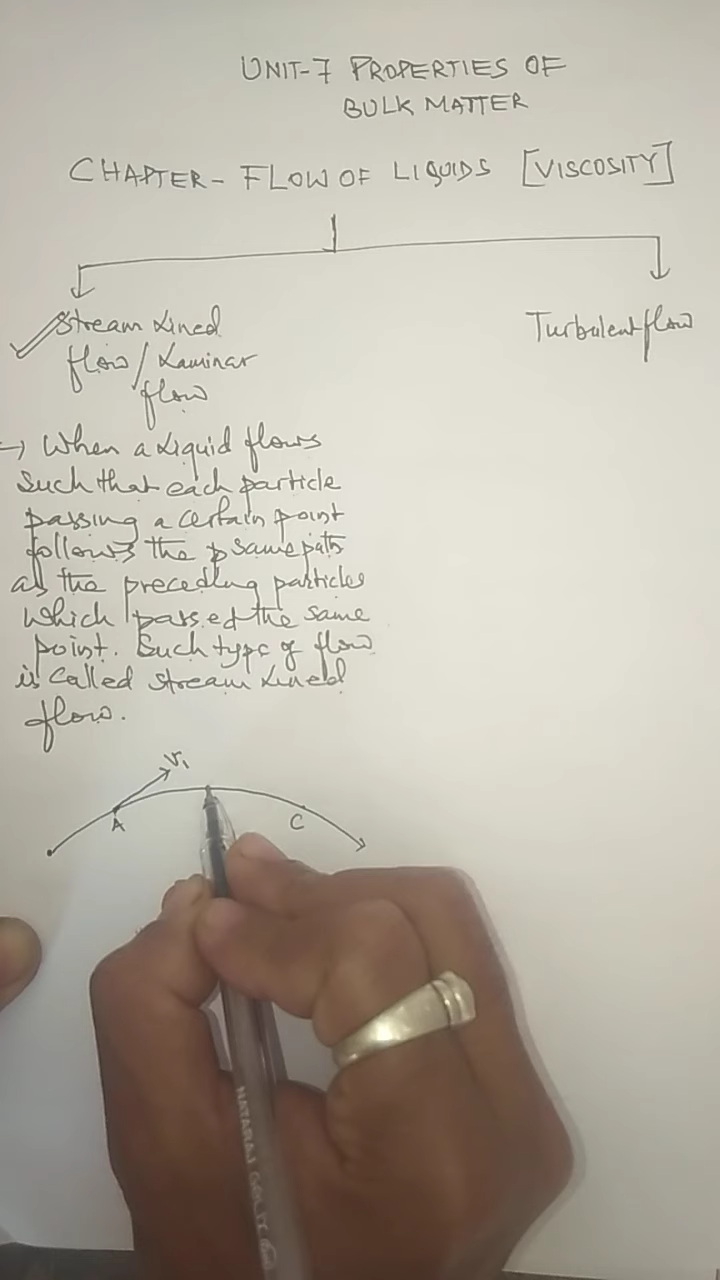 UNIT-7 PROPERTIES OF
BULK MATTER
CHAPTER- FLOW OF LIQUIDS [VISCOSITY]
Stream Lined
flow/Laminar
flow
Turbulent flow
→ When a Liquid flows
such that each particle
passing a certain point
follows the p same path
as the preceding particles
which passed the same
point. Such type of flow
is called stream Lined
flow.
V₁
A
C
NATARAJ